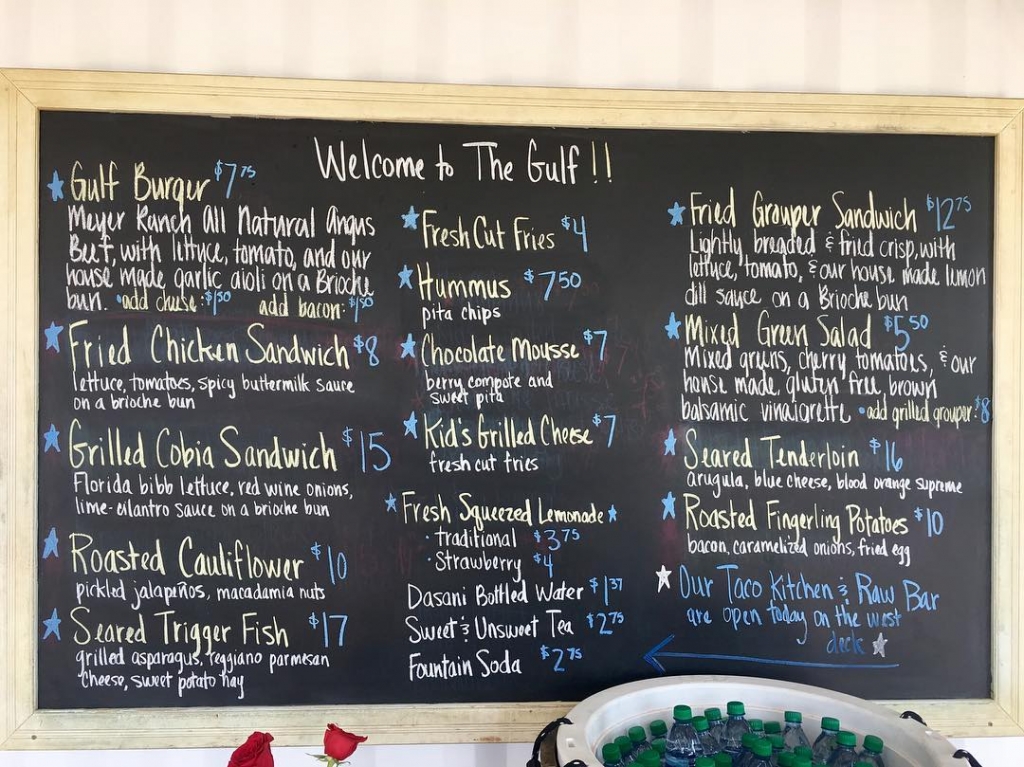 Welcome to The Gulf!!
Gulf Burger $7.75
Meyer Ranch All Natural Angus
Beef, with lettuce, tomato, and our
house made garlic aioli on a Brioche
bun. •add cheese: $1.50 add bacon: $1.50
Fried Chicken Sandwich $8
lettuce, tomatoes, spicy buttermilk sauce
on a brioche bun
Grilled Cobia Sandwich $15
Florida bibb lettuce, red wine onions,
lime-cilantro sauce on a brioche bun
Roasted Cauliflower $10
pickled jalapeños, macadamia nuts
Seared Trigger Fish $17
grilled asparagus, reggiano parmesan
cheese, sweet potato hay
Fresh Cut Fries $4
Hummus $7.50
pita chips
Chocolate Mousse $7
berry compote and
sweet pita
Kid's Grilled Cheese $7
fresh cut fries
Fresh Squeezed Lemonade
· traditional $3.75
· Strawberry $4
Dasani Bottled Water $1.37
Sweet & Unsweet Tea $2.75
Fountain Soda $2.75
Fried Grouper Sandwich $12.75
Lightly breaded & fried crisp, with
lettuce, tomato, & our house made lemon
dill sauce on a Brioche bun
Mixed Green Salad $5.50
Mixed greens, cherry tomatoes, & our
house made, gluten free, brown
balsamic vinaigrette •add grilled grouper: $8
Seared Tenderloin $16
arugula, blue cheese, blood orange supreme
Roasted Fingerling Potatoes $10
bacon, caramelized onions, fried egg
Our Taco Kitchen & Raw Bar
are open today on the west
deck